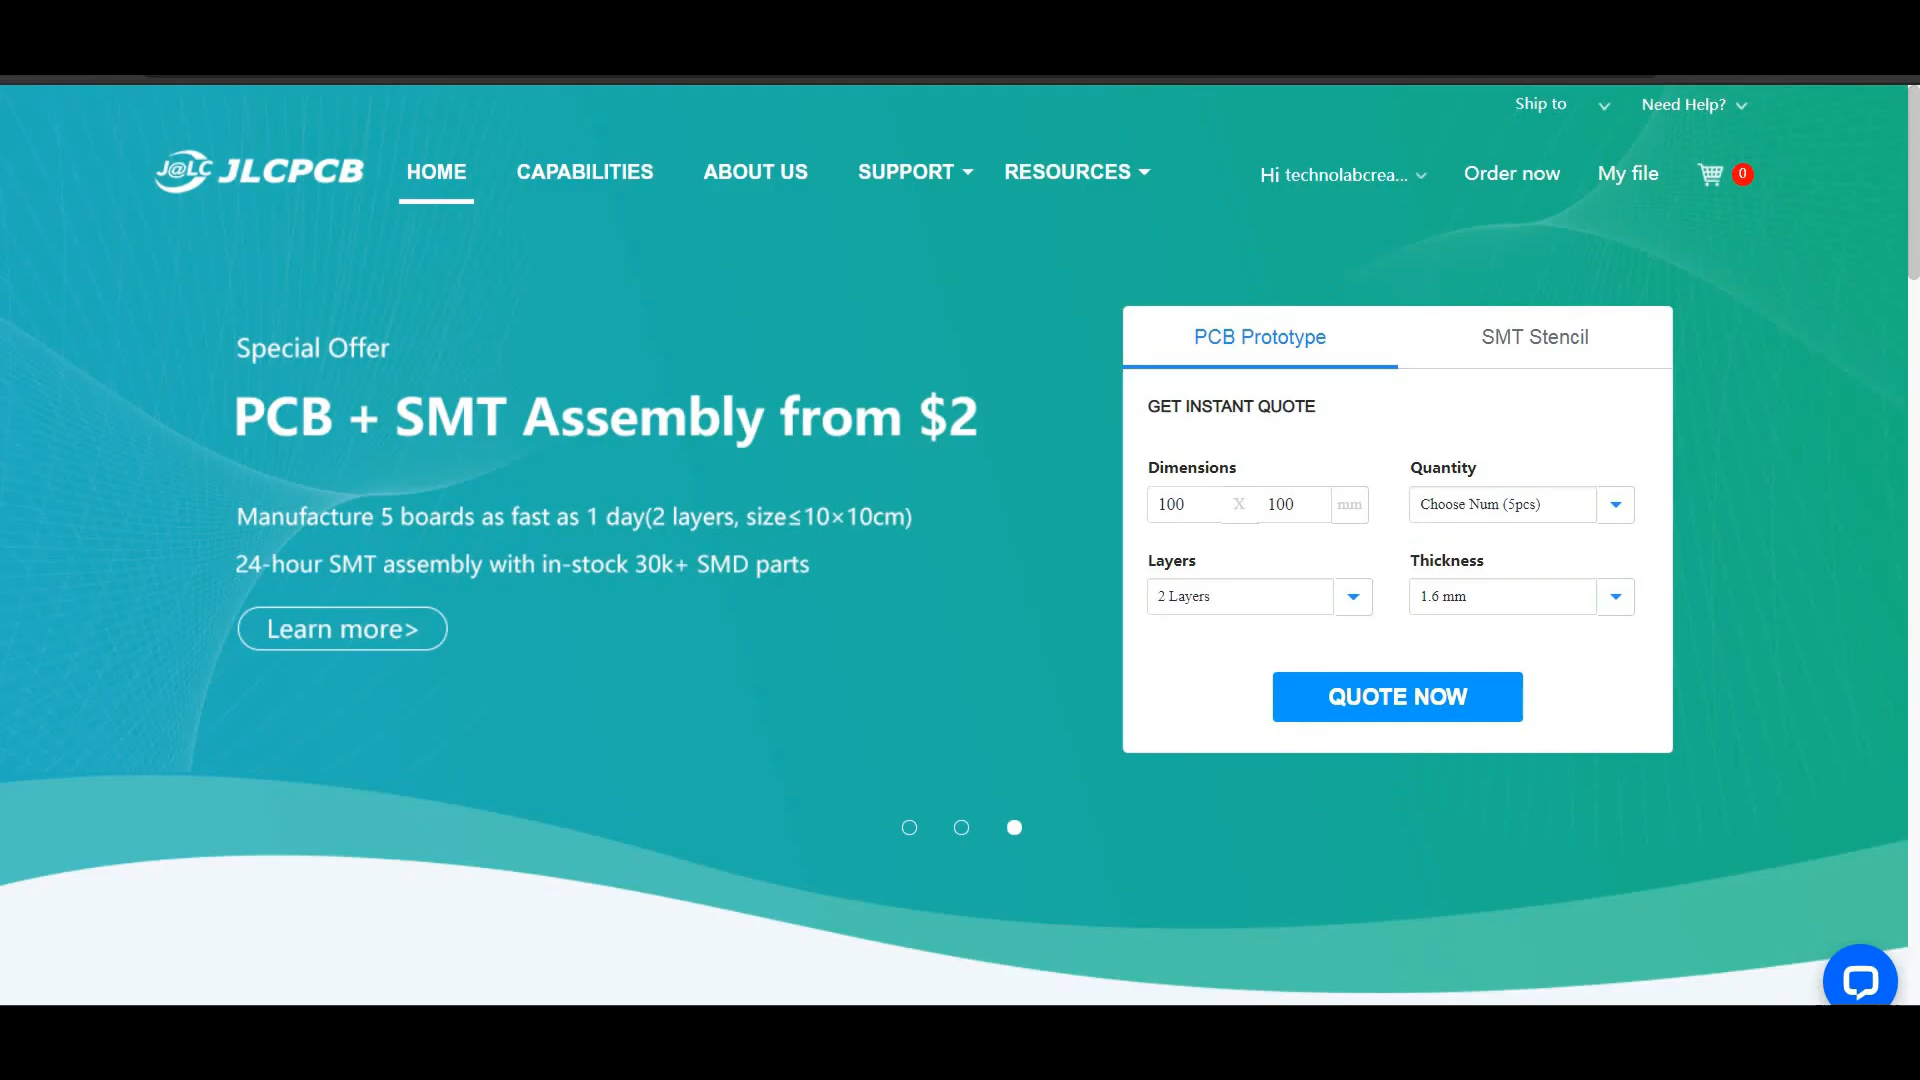 Ship to
Need Help?
J@LC JLCPCB
HOME
CAPABILITIES
ABOUT US
SUPPORT
RESOURCES
Hi technolabcrea...
Order now
My file
0
Special Offer
PCB + SMT Assembly from $2
Manufacture 5 boards as fast as 1 day(2 layers, size≤10×10cm)
24-hour SMT assembly with in-stock 30k+ SMD parts
Learn more>
PCB Prototype
SMT Stencil
GET INSTANT QUOTE
Dimensions
Quantity
100 X 100 mm
Choose Num (5pcs)
Layers
Thickness
2 Layers
1.6 mm
QUOTE NOW